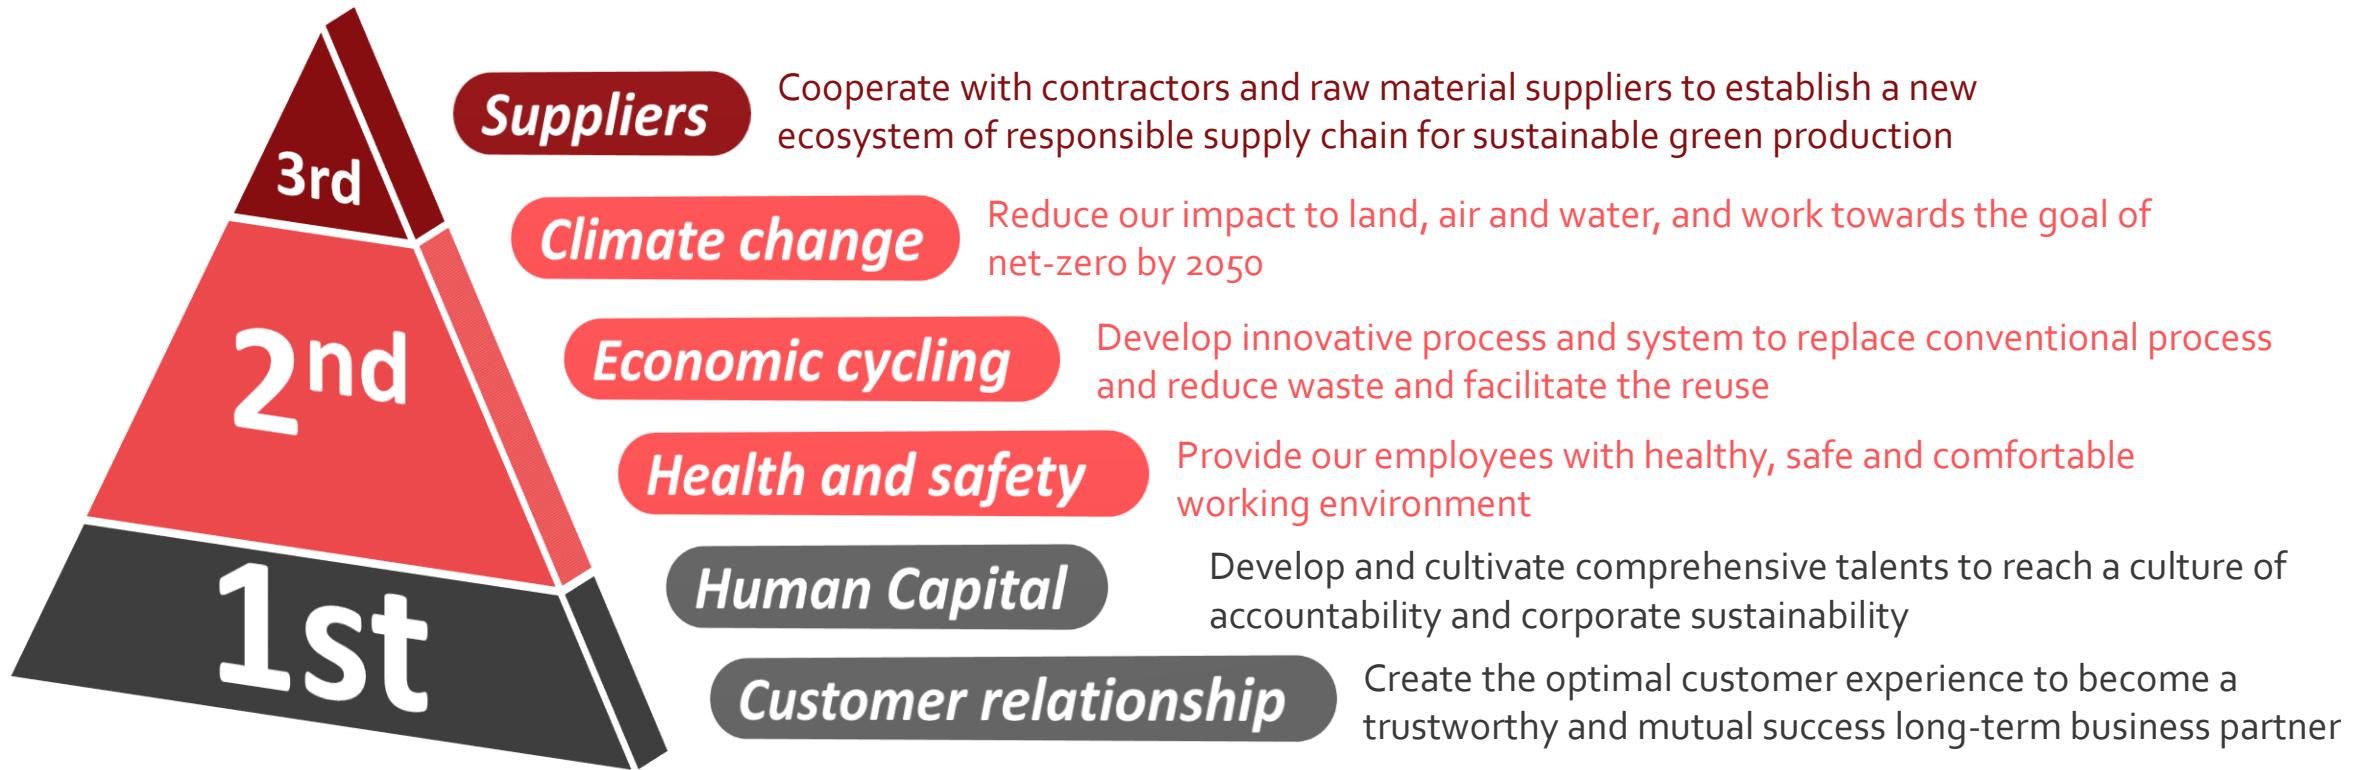 3rd
Suppliers
Cooperate with contractors and raw material suppliers to establish a new
ecosystem of responsible supply chain for sustainable green production
Climate change
Reduce our impact to land, air and water, and work towards the goal of
net-zero by 2050
2nd
Economic cycling
Develop innovative process and system to replace conventional process
and reduce waste and facilitate the reuse
Health and safety
Provide our employees with healthy, safe and comfortable
working environment
1st
Human Capital
Develop and cultivate comprehensive talents to reach a culture of
accountability and corporate sustainability
Customer relationship
Create the optimal customer experience to become a
trustworthy and mutual success long-term business partner